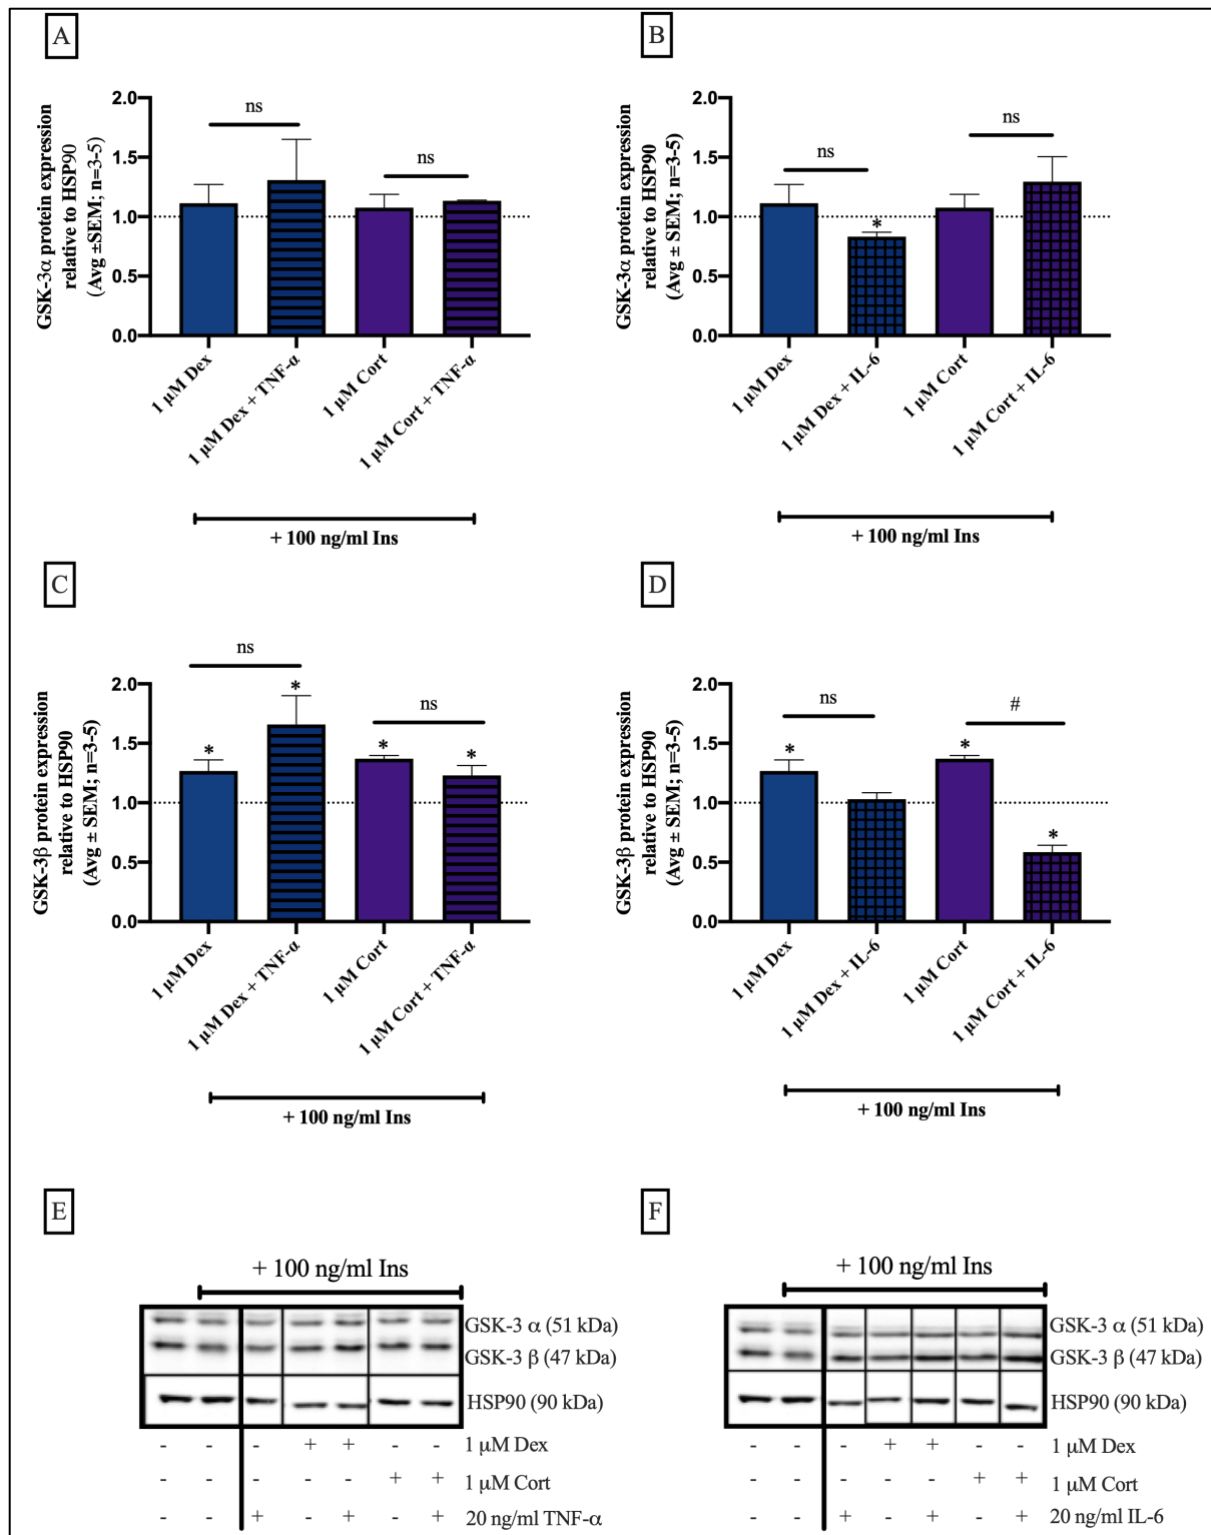 A
GSK-3α protein expression
relative to HSP90
(Avg ±SEM; n=3-5)
2.0
1.5
1.0
0.5
0.0
ns
ns
1 µM Dex
1 µM Dex + TNF-α
1 µM Cort
1 µM Cort + TNF-α
+ 100 ng/ml Ins
B
GSK-3α protein expression
relative to HSP90
(Avg ± SEM; n=3-5)
2.0
1.5
1.0
0.5
0.0
ns
*
ns
1 µM Dex
1 µM Dex + IL-6
1 µM Cort
1 µM Cort + IL-6
+ 100 ng/ml Ins
C
GSK-3β protein expression
relative to HSP90
(Avg ± SEM; n=3-5)
2.0
1.5
1.0
0.5
0.0
ns
*
*
ns
*
*
1 µM Dex
1 µM Dex + TNF-α
1 µM Cort
1 µM Cort + TNF-α
+ 100 ng/ml Ins
D
GSK-3β protein expression
relative to HSP90
(Avg ± SEM; n=3-5)
2.0
1.5
1.0
0.5
0.0
ns
*
#
*
*
1 µM Dex
1 µM Dex + IL-6
1 µM Cort
1 µM Cort + IL-6
+ 100 ng/ml Ins
E
+ 100 ng/ml Ins
GSK-3 α (51 kDa)
GSK-3 β (47 kDa)
HSP90 (90 kDa)
- - - + + - - 1 µM Dex
- - - - - + + 1 µM Cort
- - + - + - + 20 ng/ml TNF-α
F
+ 100 ng/ml Ins
GSK-3 α (51 kDa)
GSK-3 β (47 kDa)
HSP90 (90 kDa)
- - - + + - - 1 µM Dex
- - - - - + + 1 µM Cort
- - + - + - + 20 ng/ml IL-6